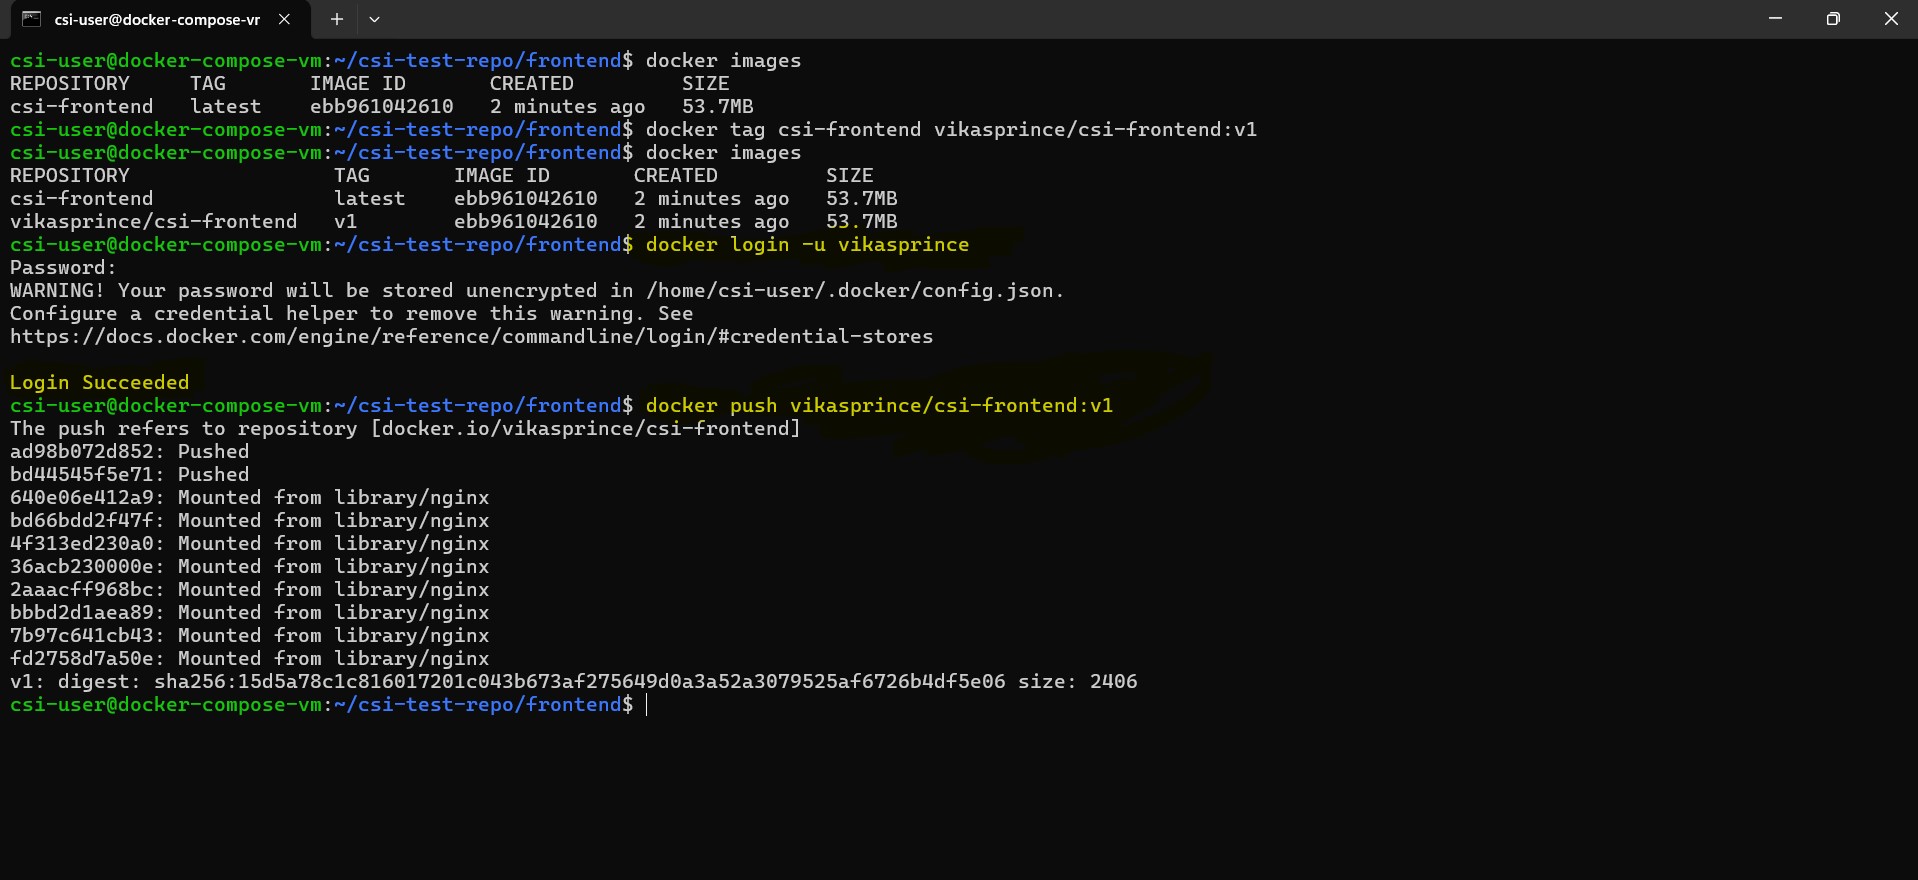 csi-user@docker-compose-vr
csi-user@docker-compose-vm:~/csi-test-repo/frontend$ docker images
REPOSITORY     TAG       IMAGE ID       CREATED         SIZE
csi-frontend   latest    ebb961042610   2 minutes ago   53.7MB
csi-user@docker-compose-vm:~/csi-test-repo/frontend$ docker tag csi-frontend vikasprince/csi-frontend:v1
csi-user@docker-compose-vm:~/csi-test-repo/frontend$ docker images
REPOSITORY                 TAG       IMAGE ID       CREATED         SIZE
csi-frontend               latest    ebb961042610   2 minutes ago   53.7MB
vikasprince/csi-frontend   v1        ebb961042610   2 minutes ago   53.7MB
csi-user@docker-compose-vm:~/csi-test-repo/frontend$ docker login -u vikasprince
Password:
WARNING! Your password will be stored unencrypted in /home/csi-user/.docker/config.json.
Configure a credential helper to remove this warning. See
https://docs.docker.com/engine/reference/commandline/login/#credential-stores
Login Succeeded
csi-user@docker-compose-vm:~/csi-test-repo/frontend$ docker push vikasprince/csi-frontend:v1
The push refers to repository [docker.io/vikasprince/csi-frontend]
ad98b072d852: Pushed
bd44545f5e71: Pushed
640e06e412a9: Mounted from library/nginx
bd66bdd2f47f: Mounted from library/nginx
4f313ed230a0: Mounted from library/nginx
36acb230000e: Mounted from library/nginx
2aaacff968bc: Mounted from library/nginx
bbbd2d1aea89: Mounted from library/nginx
7b97c641cb43: Mounted from library/nginx
fd2758d7a50e: Mounted from library/nginx
v1: digest: sha256:15d5a78c1c816017201c043b673af275649d0a3a52a3079525af6726b4df5e06 size: 2406
csi-user@docker-compose-vm:~/csi-test-repo/frontend$